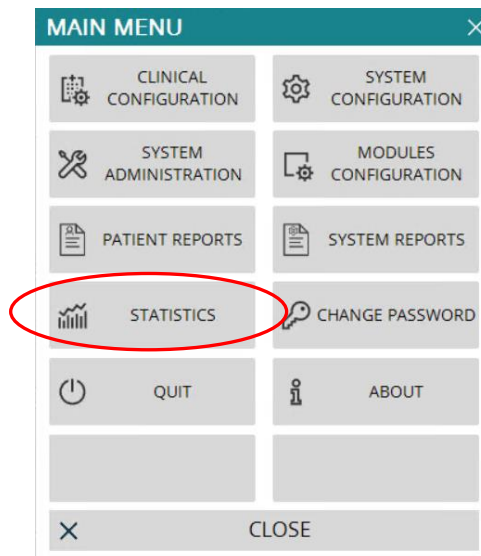 MAIN MENU
CLINICAL
CONFIGURATION
SYSTEM
CONFIGURATION
SYSTEM
ADMINISTRATION
MODULES
CONFIGURATION
PATIENT REPORTS
SYSTEM REPORTS
STATISTICS
CHANGE PASSWORD
QUIT
ABOUT
CLOSE